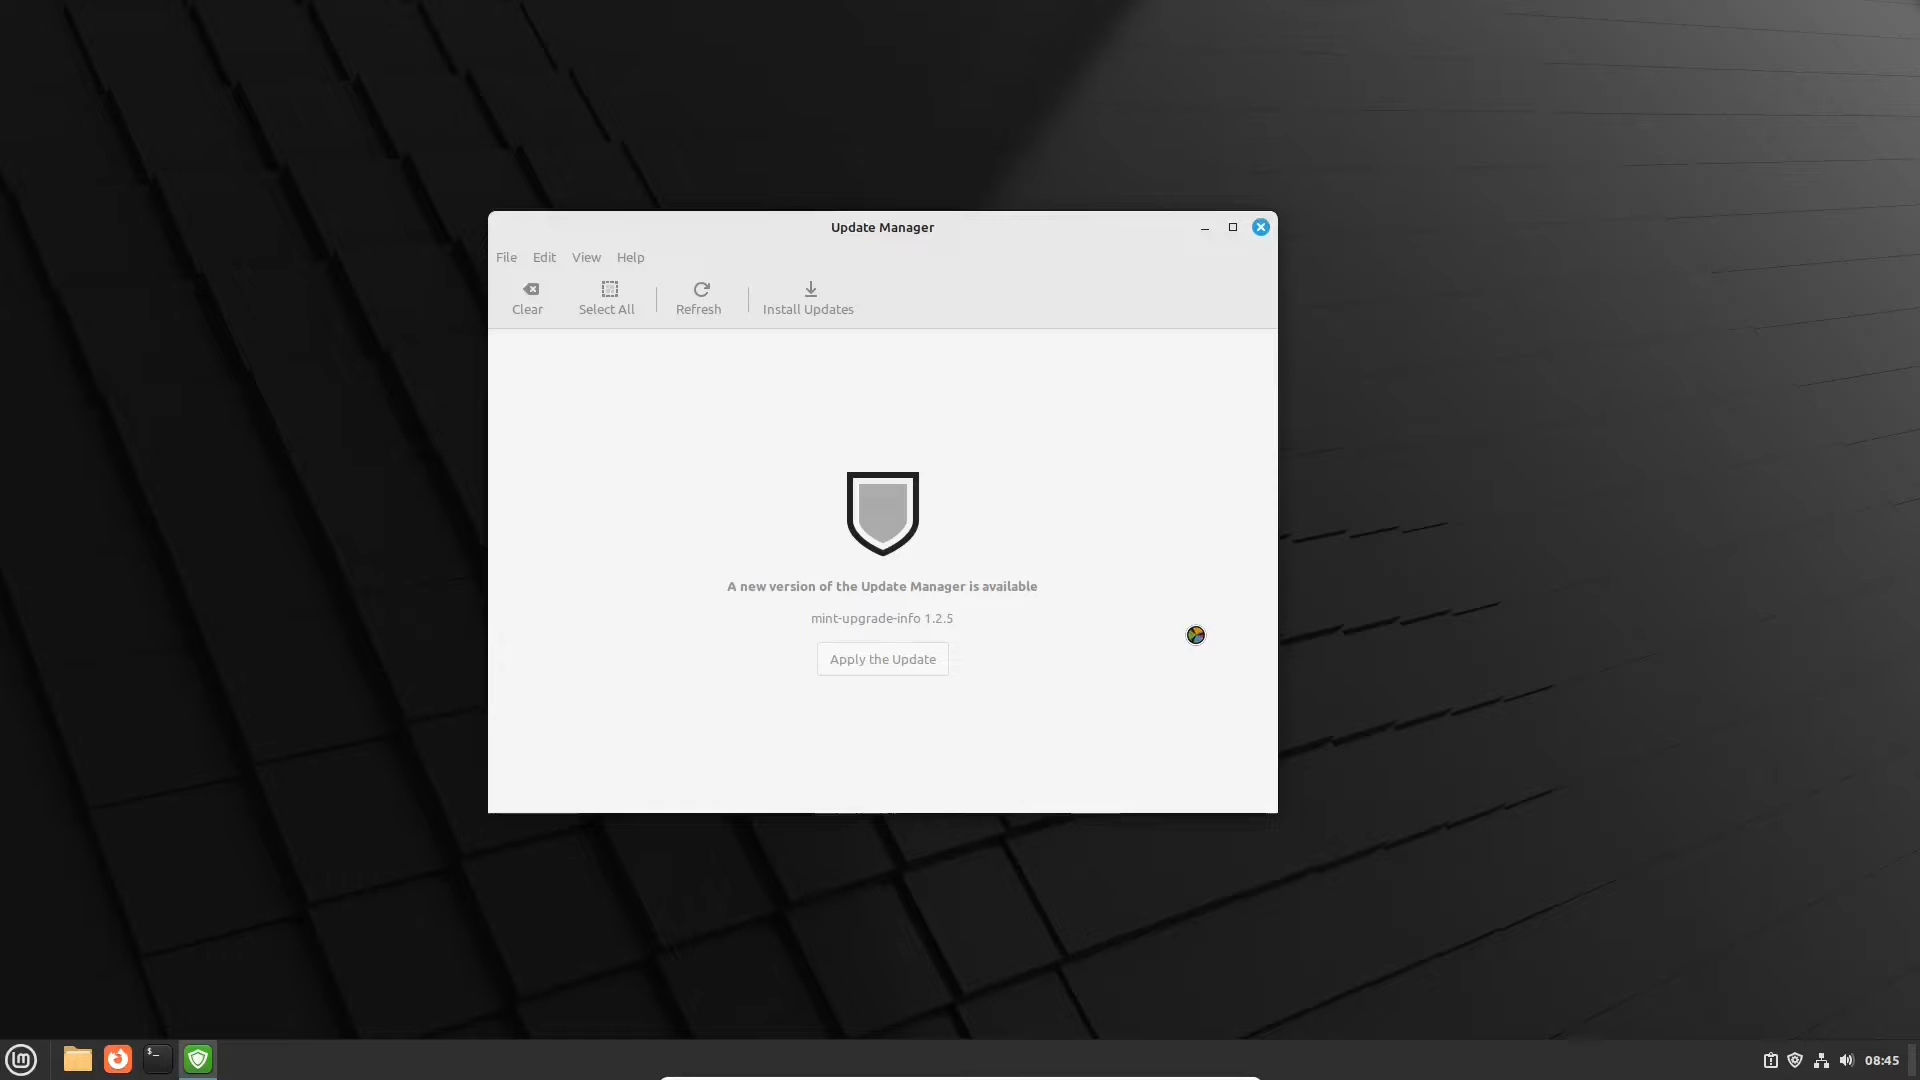 Update Manager
File Edit View Help
Clear Select All Refresh Install Updates
A new version of the Update Manager is available
mint-upgrade-info 1.2.5
Apply the Update
08:45